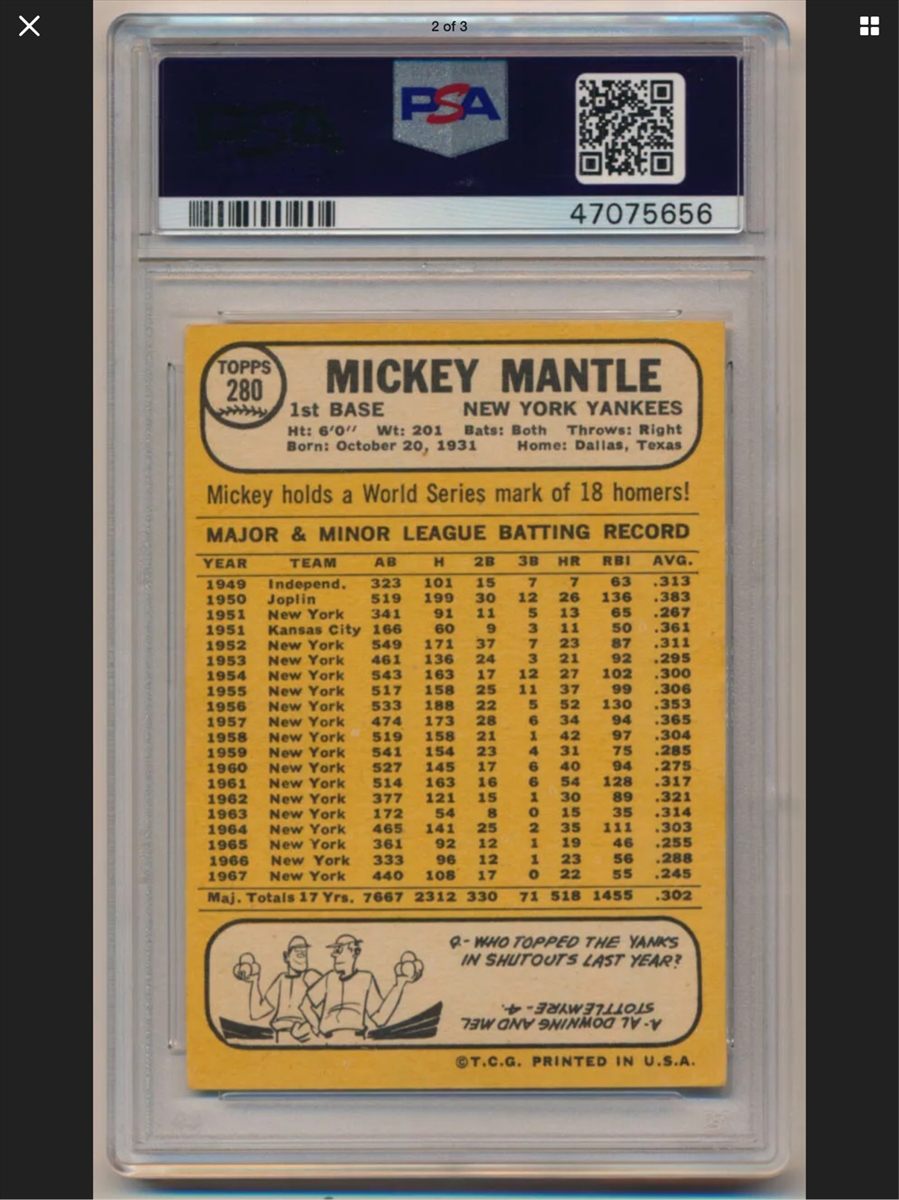 2 of 3
PSA
47075656
TOPPS
280
MICKEY MANTLE
1st BASE NEW YORK YANKEES
Ht: 6'0" Wt: 201 Bats: Both Throws: Right
Born: October 20, 1931 Home: Dallas, Texas
Mickey holds a World Series mark of 18 homers!
MAJOR & MINOR LEAGUE BATTING RECORD
YEAR TEAM AB H 2B 3B HR RBI AVG.
1949 Independ. 323 101 15 7 7 63 .313
1950 Joplin 519 199 30 12 26 136 .383
1951 New York 341 91 11 5 13 65 .267
1951 Kansas City 166 60 9 3 11 50 .361
1952 New York 549 171 37 7 23 87 .311
1953 New York 461 136 24 3 21 92 .295
1954 New York 543 163 17 12 27 102 .300
1955 New York 517 158 25 11 37 99 .306
1956 New York 533 188 22 5 52 130 .353
1957 New York 474 173 28 6 34 94 .365
1958 New York 519 158 21 1 42 97 .304
1959 New York 541 154 23 4 31 75 .285
1960 New York 527 145 17 6 40 94 .275
1961 New York 514 163 16 6 54 128 .317
1962 New York 377 121 15 1 30 89 .321
1963 New York 172 54 8 0 15 35 .314
1964 New York 465 141 25 2 35 111 .303
1965 New York 361 92 12 1 19 46 .255
1966 New York 333 96 12 1 23 56 .288
1967 New York 440 108 17 0 22 55 .245
Maj. Totals 17 Yrs. 7667 2312 330 71 518 1455 .302
Q.- WHO TOPPED THE YANKS
IN SHUTOUTS LAST YEAR?
A- AL DOWNING AND MEL
STOTTLEMYRE - 4.
©T.C.G. PRINTED IN U.S.A.